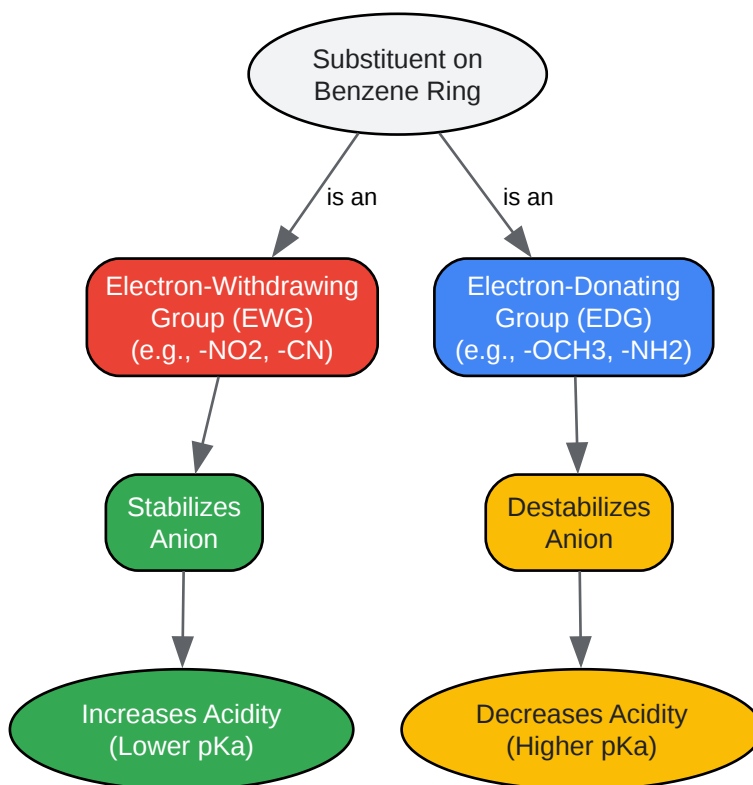 Substituent on
Benzene Ring
is an
is an
Electron-Withdrawing
Group (EWG)
(e.g., -NO2, -CN)
Electron-Donating
Group (EDG)
(e.g., -OCH3, -NH2)
Stabilizes
Anion
Destabilizes
Anion
Increases Acidity
(Lower pKa)
Decreases Acidity
(Higher pKa)